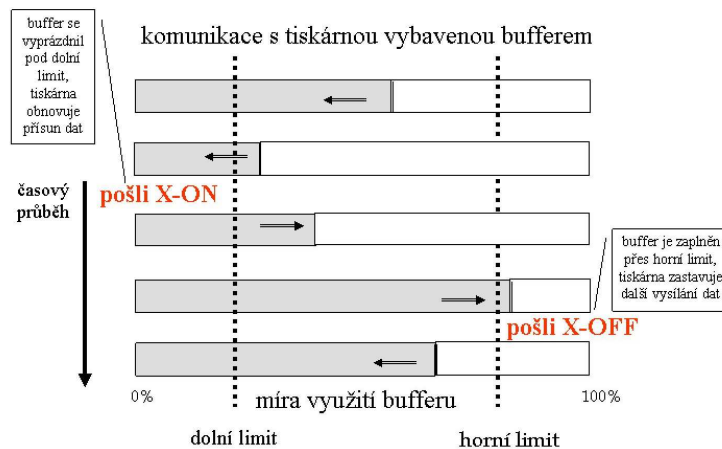 komunikace s tiskárnou vybavenou bufferem
buffer se
vyprázdnil
pod dolní
limit,
tiskárna
obnovuje
přísun dat
pošli X-ON
časový
průběh
buffer je zaplněn
přes horní limit,
tiskárna zastavuje
další vysílání dat
pošli X-OFF
0%
míra využití bufferu
100%
dolní limit
horní limit